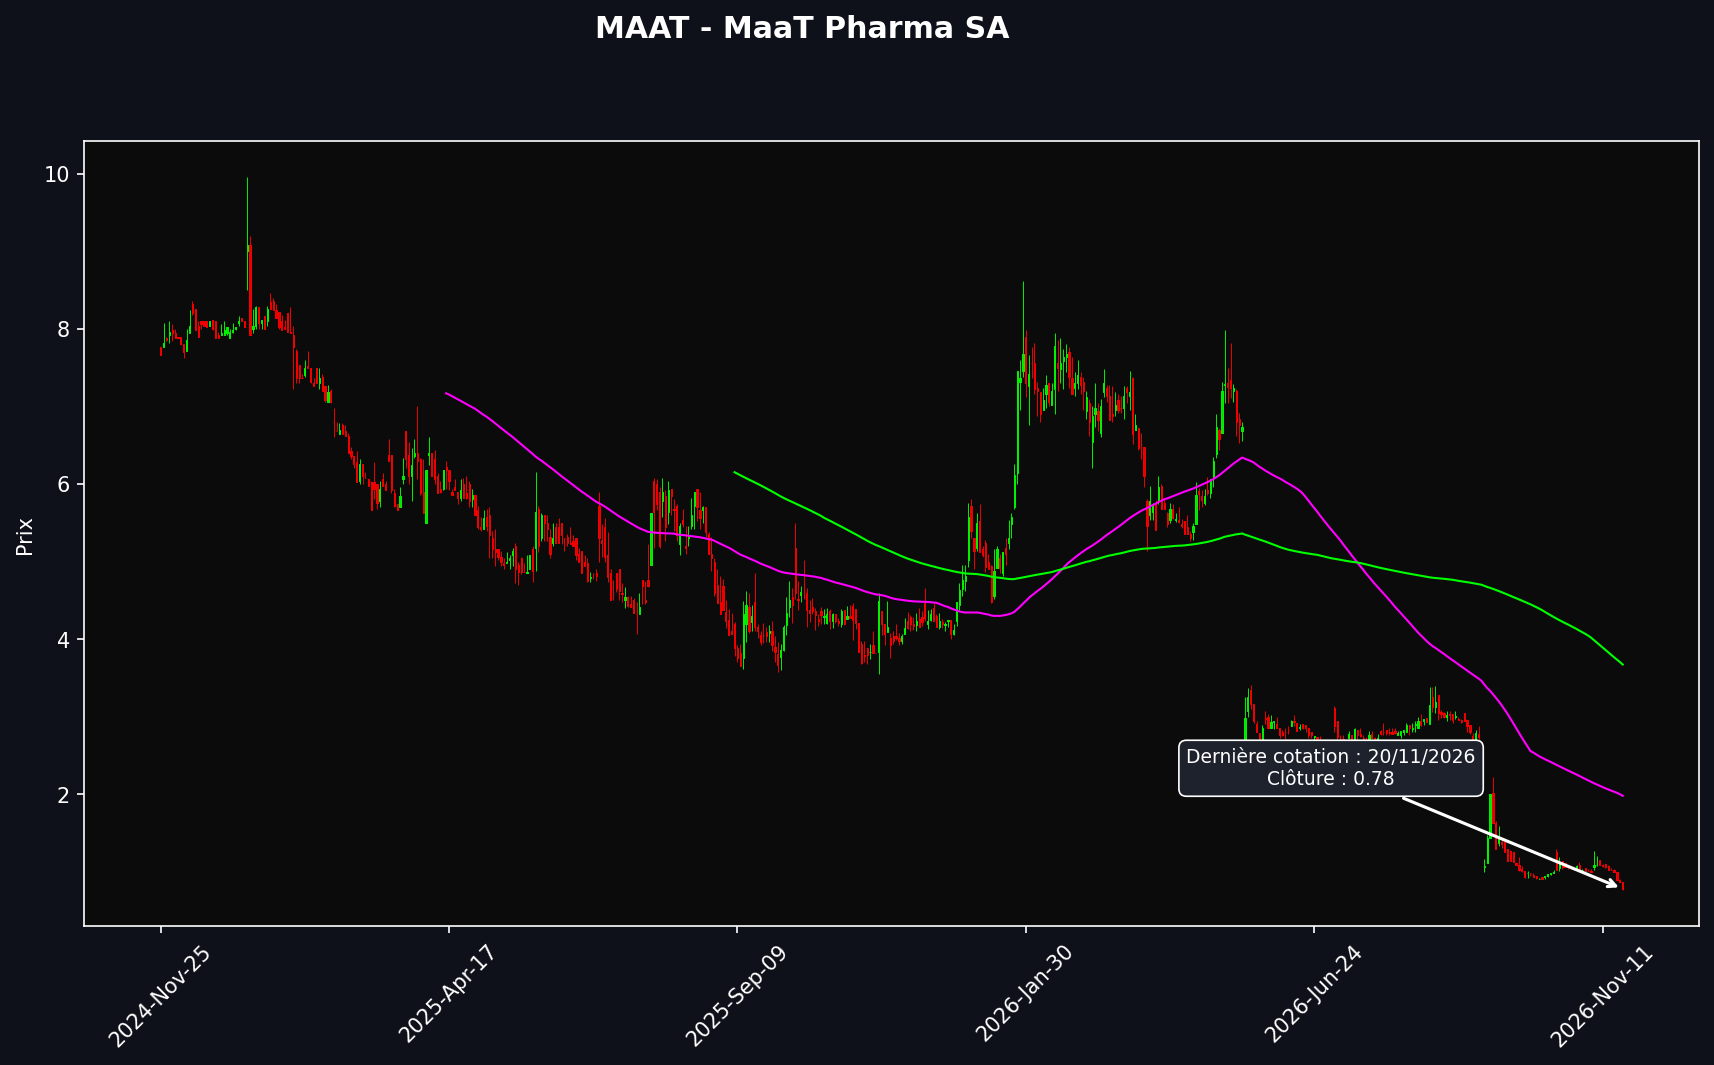 MAAT - MaaT Pharma SA
Prix
10
8
6
4
2
Dernière cotation : 20/11/2026
Clôture : 0.78
2024-Nov-25
2025-Apr-17
2025-Sep-09
2026-Jan-30
2026-Jun-24
2026-Nov-11